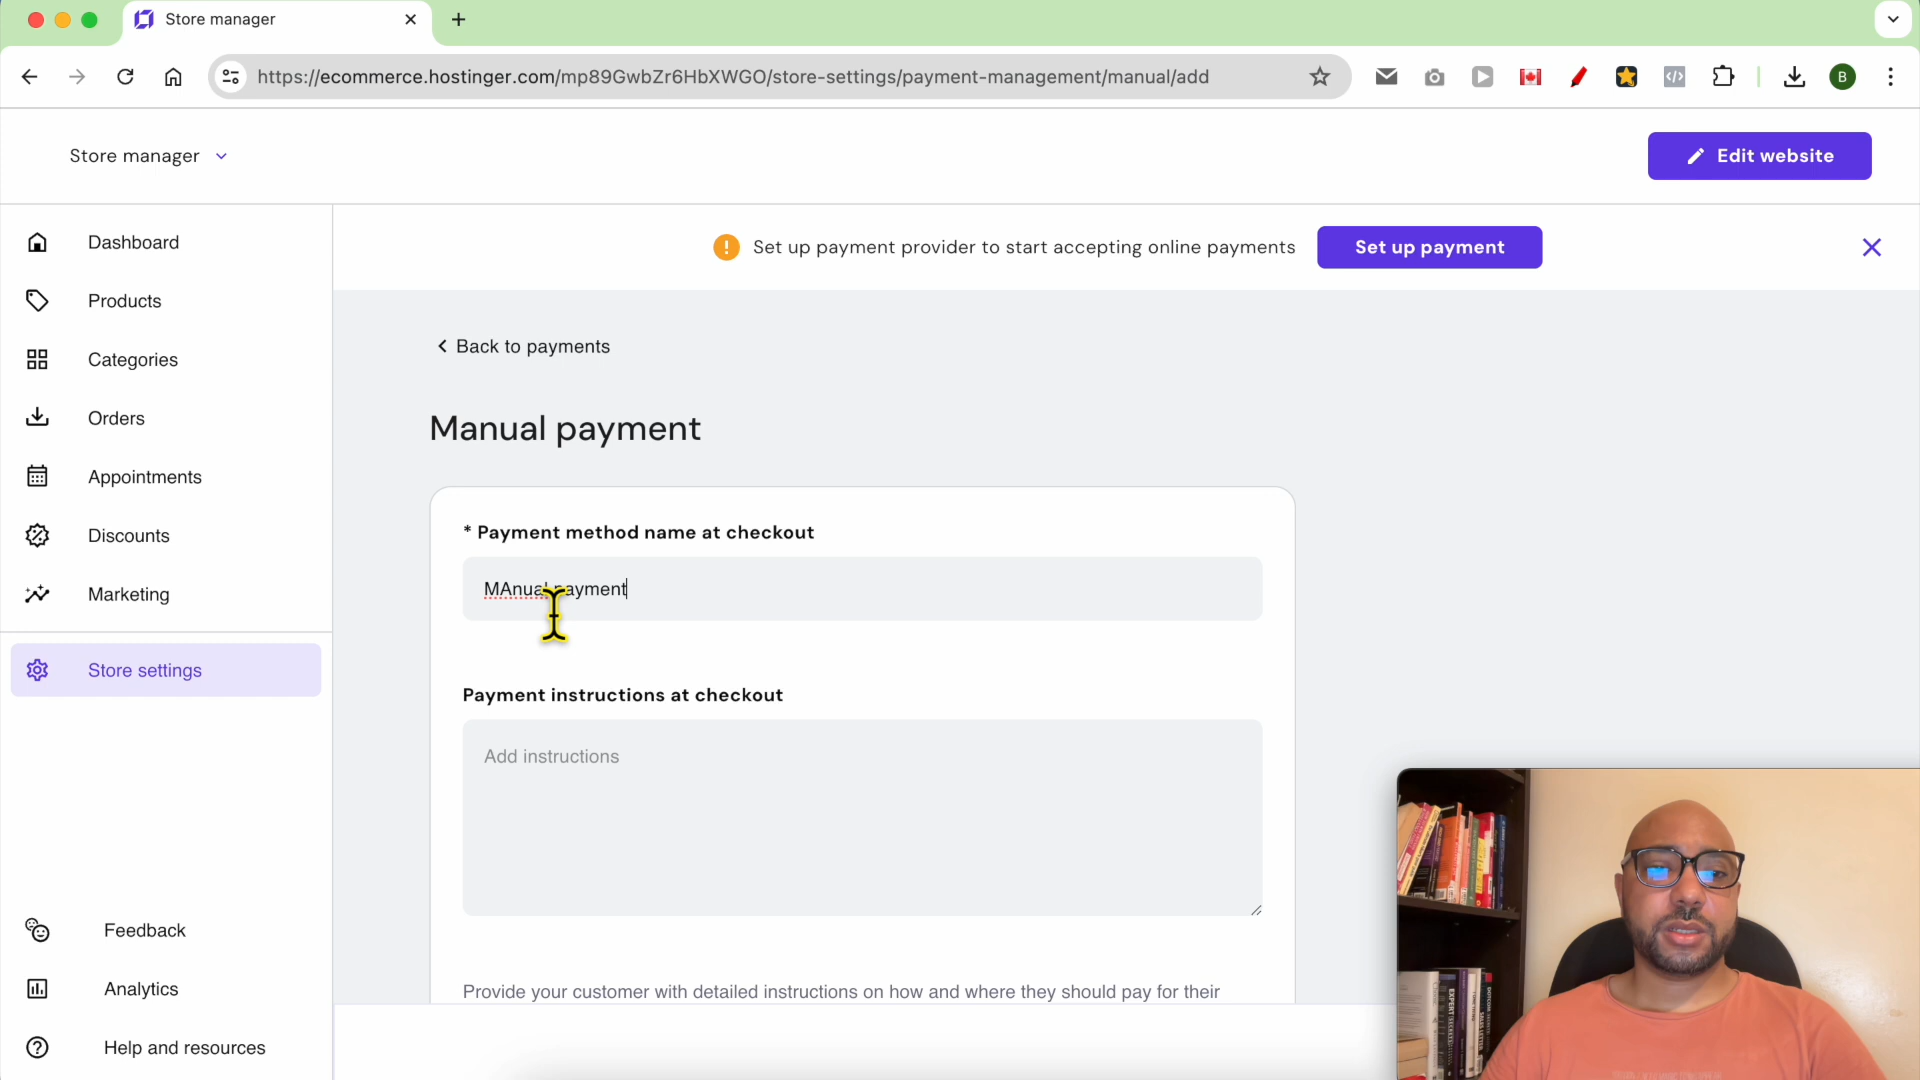 Store manager
https://ecommerce.hostinger.com/mp89GwbZr6HbXWGO/store-settings/payment-management/manual/add
B
Store manager
Edit website
Set up payment provider to start accepting online payments
Set up payment
Dashboard
Products
Categories
Orders
Appointments
Discounts
Marketing
Store settings
Feedback
Analytics
Help and resources
Back to payments
Manual payment
* Payment method name at checkout
MAnual payment
Payment instructions at checkout
Add instructions
Provide your customer with detailed instructions on how and where they should pay for their